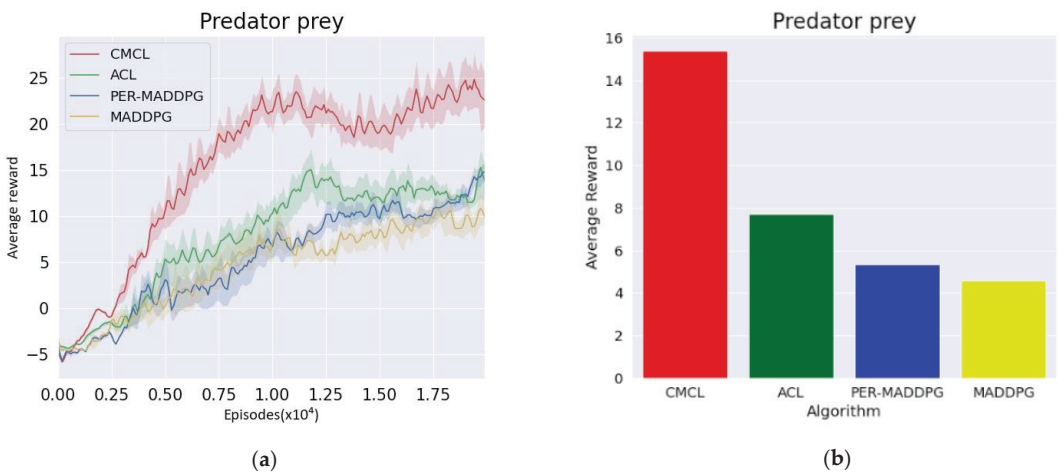 Predator prey
CMCL
ACL
PER-MADDPG
MADDPG
Average reward
25
20
15
10
5
0
−5
0.00 0.25 0.50 0.75 1.00 1.25 1.50 1.75
Episodes(x10⁴)
(a)
Predator prey
Average Reward
16
14
12
10
8
6
4
2
0
CMCL ACL PER-MADDPG MADDPG
Algorithm
(b)